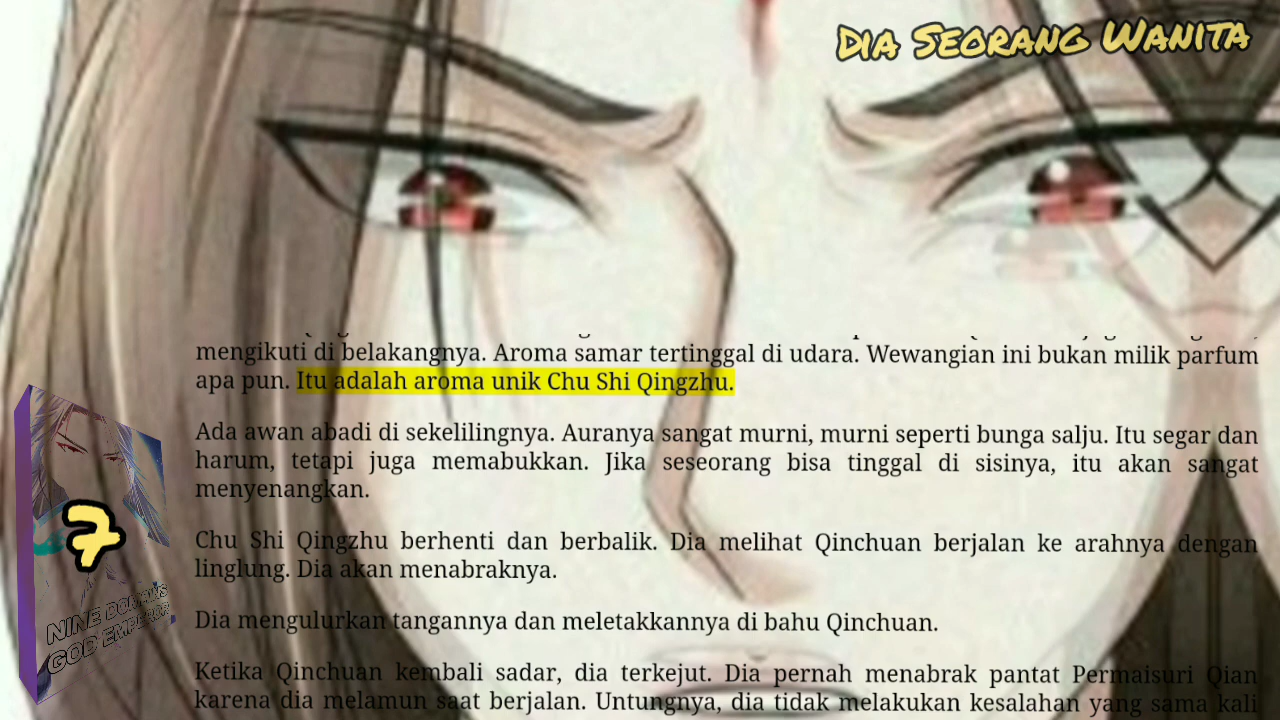 Dia Seorang Wanita
mengikuti di belakangnya. Aroma samar tertinggal di udara. Wewangian ini bukan milik parfum
apa pun. Itu adalah aroma unik Chu Shi Qingzhu.
Ada awan abadi di sekelilingnya. Auranya sangat murni, murni seperti bunga salju. Itu segar dan
harum, tetapi juga memabukkan. Jika seseorang bisa tinggal di sisinya, itu akan sangat
menyenangkan.
Chu Shi Qingzhu berhenti dan berbalik. Dia melihat Qinchuan berjalan ke arahnya dengan
linglung. Dia akan menabraknya.
Dia mengulurkan tangannya dan meletakkannya di bahu Qinchuan.
Ketika Qinchuan kembali sadar, dia terkejut. Dia pernah menabrak pantat Permaisuri Qian
karena dia melamun saat berjalan. Untungnya, dia tidak melakukan kesalahan yang sama kali
7
NINE DOMAINS
GOD EMPEROR